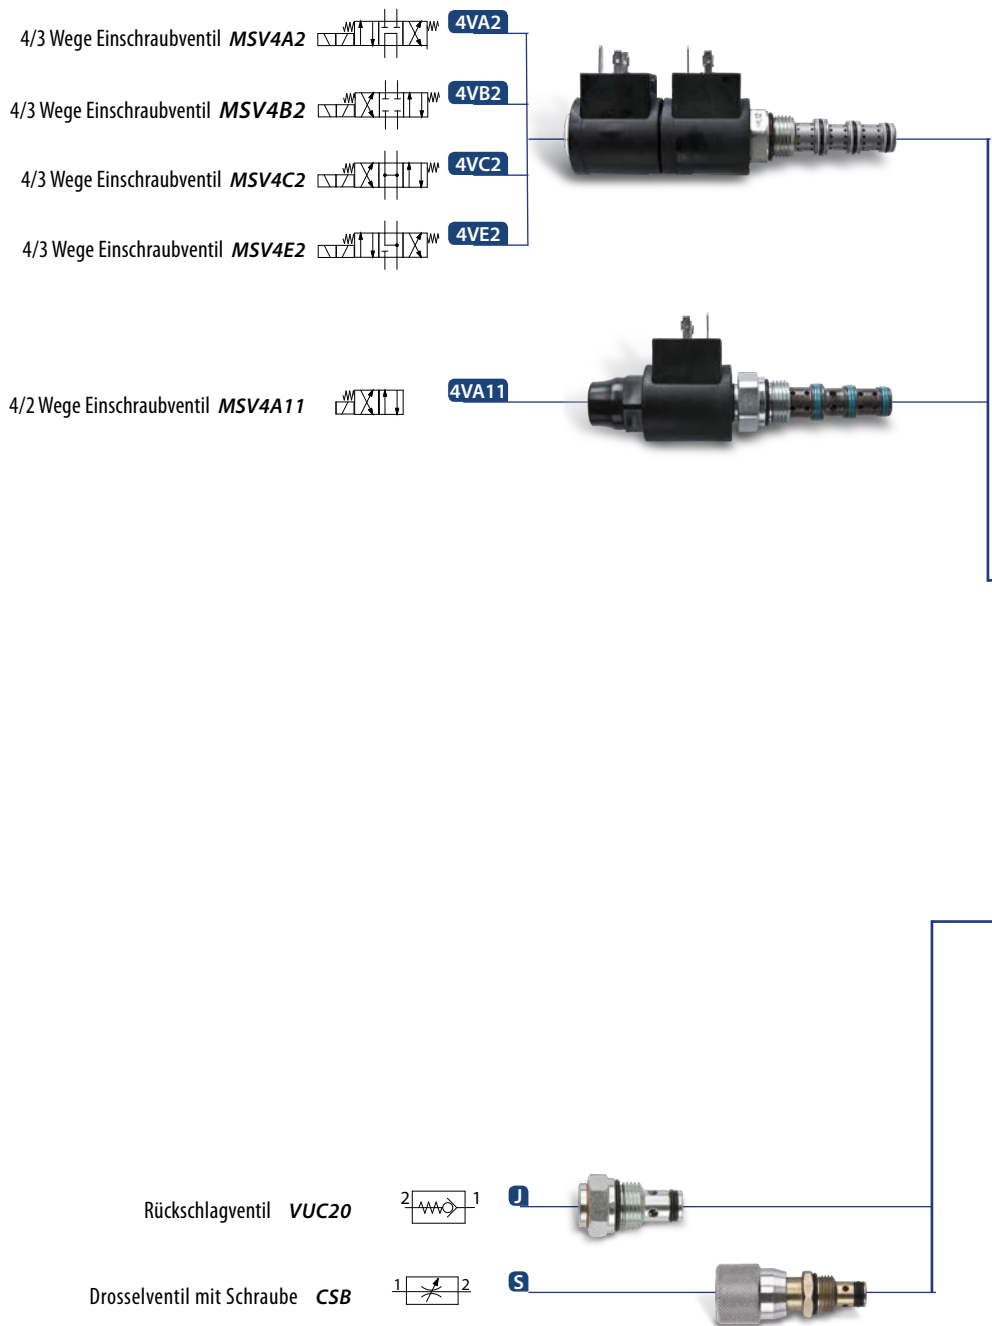 4/3 Wege Einschraubventil MSV4A2 4VA2
4/3 Wege Einschraubventil MSV4B2 4VB2
4/3 Wege Einschraubventil MSV4C2 4VC2
4/3 Wege Einschraubventil MSV4E2 4VE2
4/2 Wege Einschraubventil MSV4A11 4VA11
Rückschlagventil VUC20 2 1 J
Drosselventil mit Schraube CSB 1 2 S